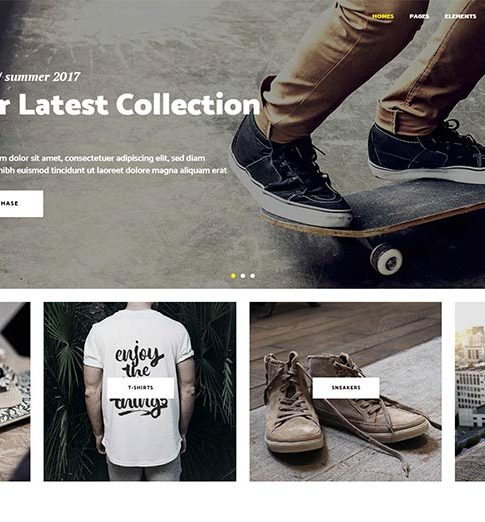 HOMES PAGES ELEMENTS
/ summer 2017
r Latest Collection
m dolor sit amet, consectetuer adipiscing elit, sed diam
nibh euismod tincidunt ut laoreet dolore magna aliquam erat
HASE
enjoy
the
T-SHIRTS
things
SNEAKERS